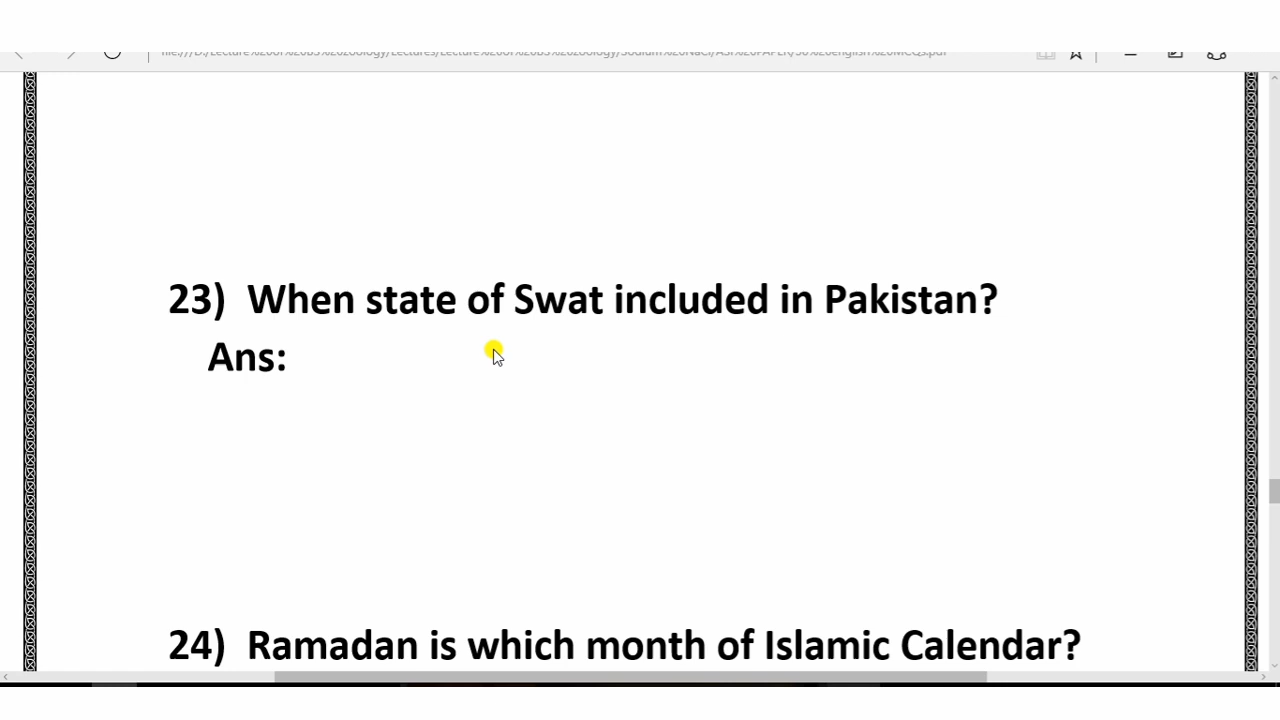 23) When state of Swat included in Pakistan?
Ans:
24) Ramadan is which month of Islamic Calendar?